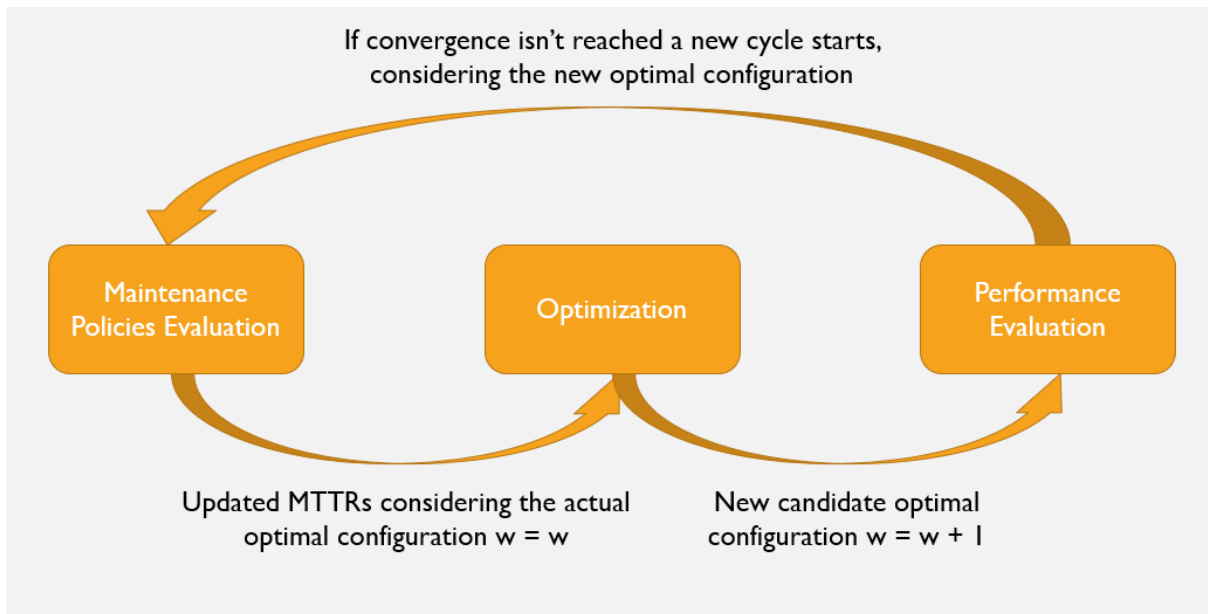 If convergence isn't reached a new cycle starts,
considering the new optimal configuration
Maintenance
Policies Evaluation
Optimization
Performance
Evaluation
Updated MTTRs considering the actual
optimal configuration w = w
New candidate optimal
configuration w = w + 1